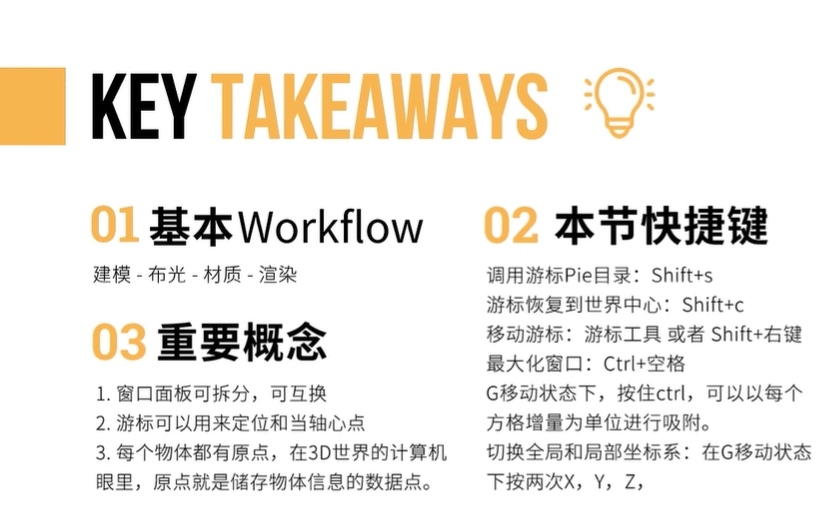 KEY TAKEAWAYS
01 基本Workflow
建模 - 布光 - 材质 - 渲染
03 重要概念
1. 窗口面板可拆分，可互换
2. 游标可以用来定位和当轴心点
3. 每个物体都有原点，在3D世界的计算机
眼里，原点就是储存物体信息的数据点。
02 本节快捷键
调用游标Pie目录：Shift+s
游标恢复到世界中心：Shift+c
移动游标：游标工具 或者 Shift+右键
最大化窗口：Ctrl+空格
G移动状态下，按住ctrl，可以以每个
方格增量为单位进行吸附。
切换全局和局部坐标系：在G移动状态
下按两次X，Y，Z，